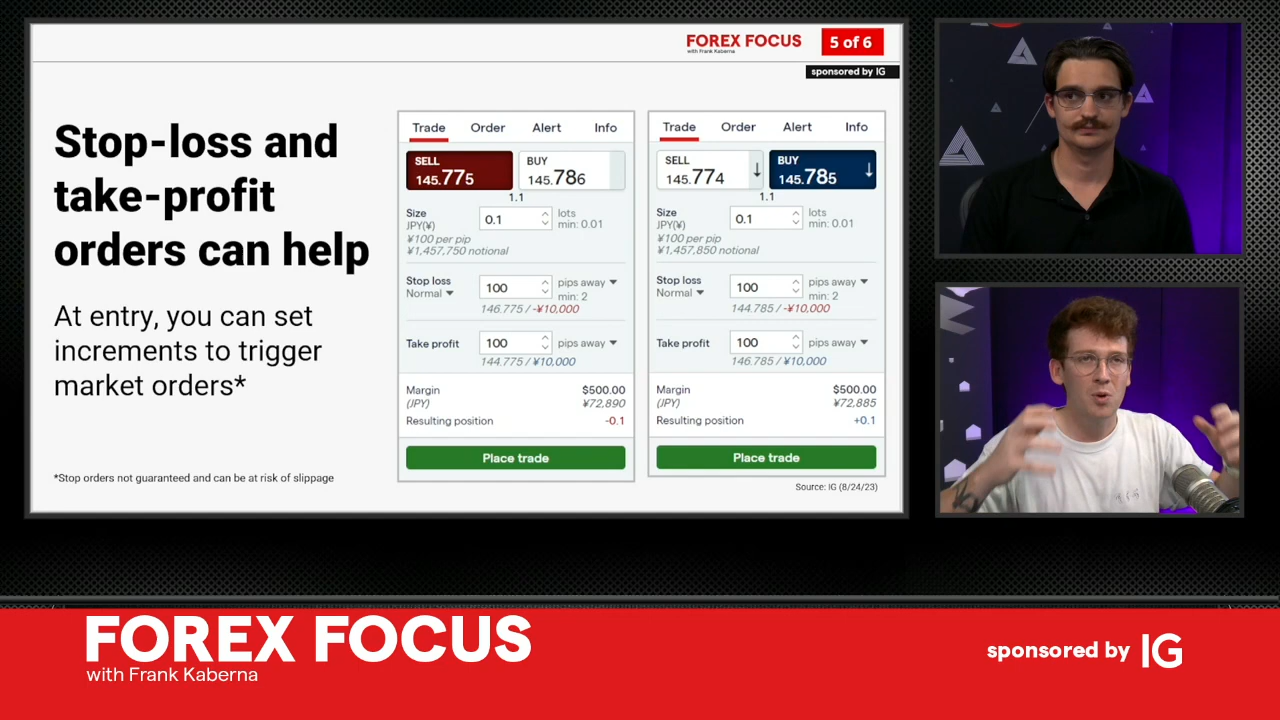 FOREX FOCUS
with Frank Kaberna
5 of 6
sponsored by IG
Stop-loss and
take-profit
orders can help
At entry, you can set
increments to trigger
market orders*
*Stop orders not guaranteed and can be at risk of slippage
Trade Order Alert Info
SELL BUY
145.775 145.786
1.1
Size 0.1 lots
JPY(¥) min: 0.01
¥100 per pip
¥1,457,750 notional
Stop loss 100 pips away
Normal min: 2
146.775 / -¥10,000
Take profit 100 pips away
144.775 / ¥10,000
Margin $500.00
(JPY) ¥72,890
Resulting position -0.1
Place trade
Trade Order Alert Info
SELL BUY
145.774 145.785
1.1
Size 0.1 lots
JPY(¥) min: 0.01
¥100 per pip
¥1,457,850 notional
Stop loss 100 pips away
Normal min: 2
144.785 / -¥10,000
Take profit 100 pips away
146.785 / ¥10,000
Margin $500.00
(JPY) ¥72,885
Resulting position +0.1
Place trade
Source: IG (8/24/23)
FOREX FOCUS
with Frank Kaberna
sponsored by IG